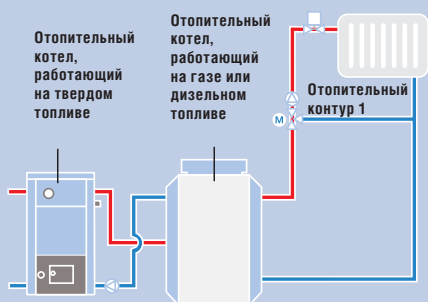 Отопительный
котел,
работающий
на твердом
топливе
Отопительный
котел,
работающий
на газе или
дизельном
топливе
Отопительный
контур 1
M